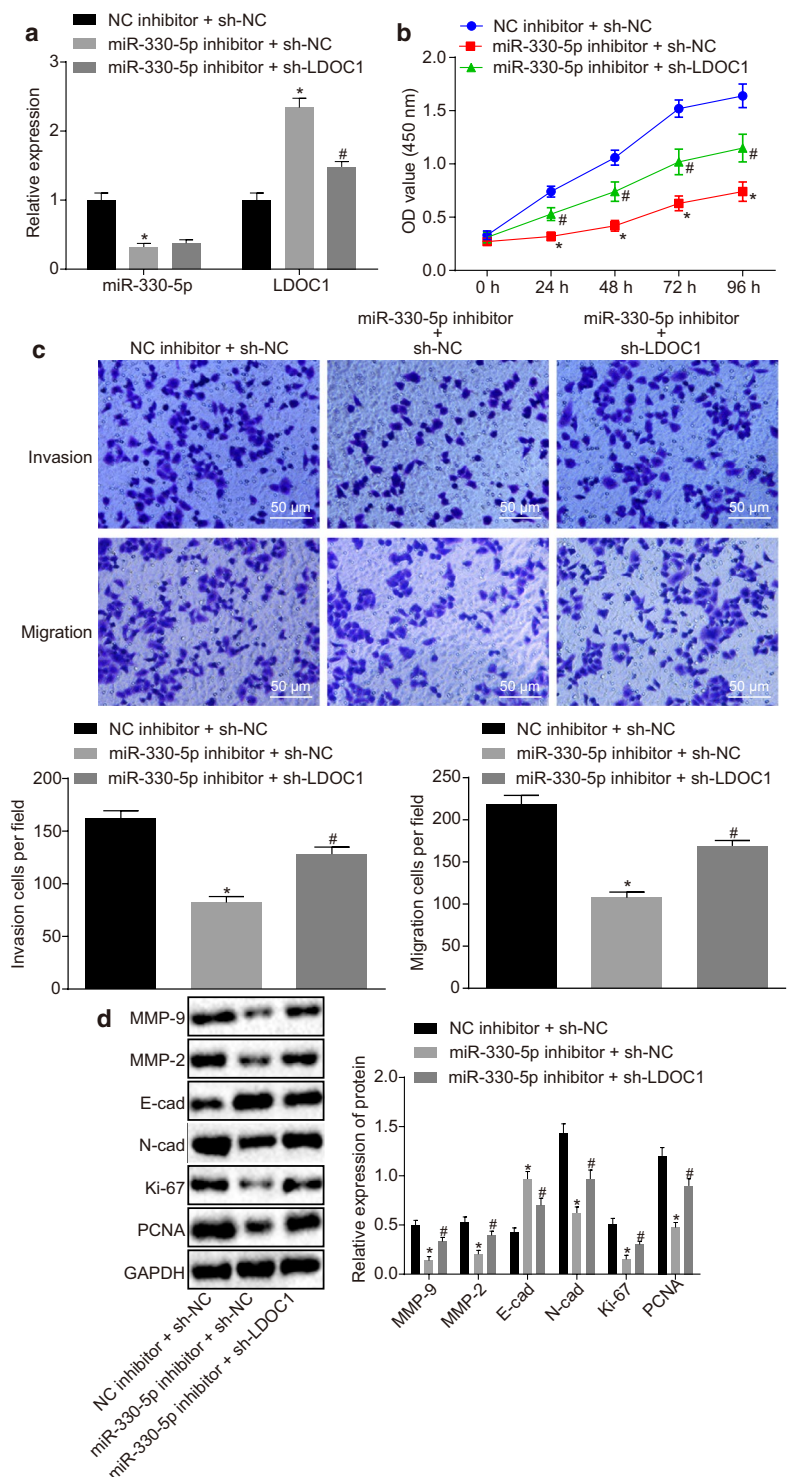 a
NC inhibitor + sh-NC
miR-330-5p inhibitor + sh-NC
miR-330-5p inhibitor + sh-LDOC1
Relative expression
3
2
1
0
*
*
#
miR-330-5p
LDOC1
b
NC inhibitor + sh-NC
miR-330-5p inhibitor + sh-NC
miR-330-5p inhibitor + sh-LDOC1
OD value (450 nm)
2.0
1.5
1.0
0.5
0.0
# # # #
* * * *
0 h 24 h 48 h 72 h 96 h
c
NC inhibitor + sh-NC
miR-330-5p inhibitor
+
sh-NC
miR-330-5p inhibitor
+
sh-LDOC1
Invasion
50 μm
50 μm
50 μm
Migration
50 μm
50 μm
50 μm
NC inhibitor + sh-NC
miR-330-5p inhibitor + sh-NC
miR-330-5p inhibitor + sh-LDOC1
Invasion cells per field
200
150
100
50
0
*
#
NC inhibitor + sh-NC
miR-330-5p inhibitor + sh-NC
miR-330-5p inhibitor + sh-LDOC1
Migration cells per field
250
200
150
100
50
0
*
#
d
MMP-9
MMP-2
E-cad
N-cad
Ki-67
PCNA
GAPDH
NC inhibitor + sh-NC
miR-330-5p inhibitor + sh-NC
miR-330-5p inhibitor + sh-LDOC1
NC inhibitor + sh-NC
miR-330-5p inhibitor + sh-NC
miR-330-5p inhibitor + sh-LDOC1
Relative expression of protein
2.0
1.5
1.0
0.5
0.0
* # * # * # * # * # * #
MMP-9 MMP-2 E-cad N-cad Ki-67 PCNA